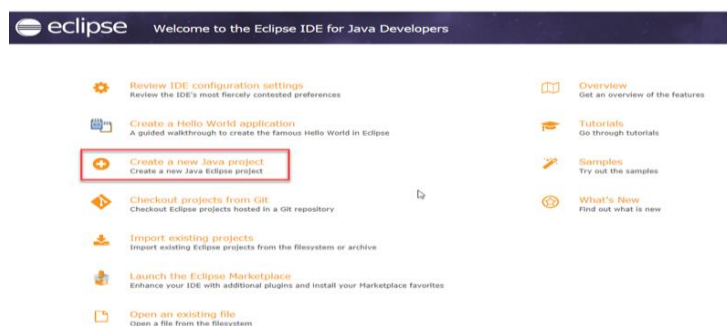 eclipse Welcome to the Eclipse IDE for Java Developers
Review IDE configuration settings
Review the IDE's most fiercely contested preferences
Create a Hello World application
A guided walkthrough to create the famous Hello World in Eclipse
Create a new Java project
Create a new Java Eclipse project
Checkout projects from Git
Checkout Eclipse projects hosted in a Git repository
Import existing projects
Import existing Eclipse projects from the filesystem or archive
Launch the Eclipse Marketplace
Enhance your IDE with additional plugins and install your Marketplace favorites
Open an existing file
Open a file from the filesystem
Overview
Get an overview of the features
Tutorials
Go through tutorials
Samples
Try out the samples
What's New
Find out what is new